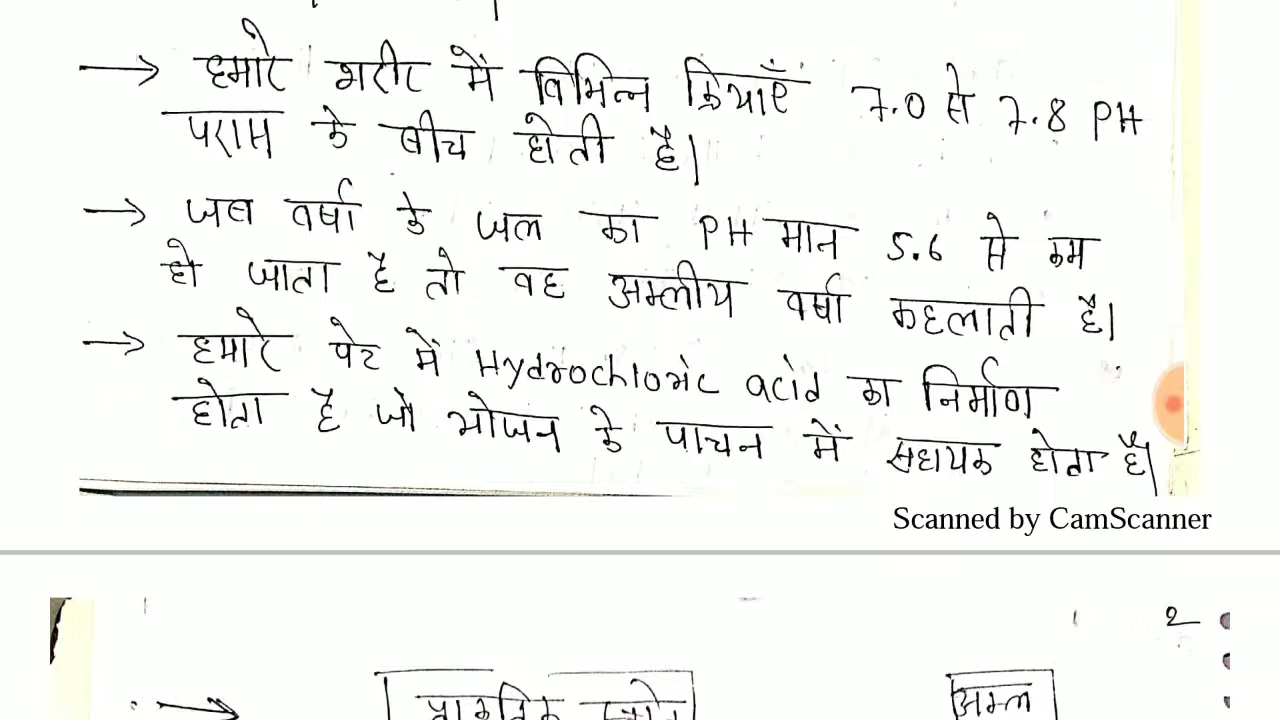 → हमारे शरीर में विभिन्न क्रियाएँ 7.0 से 7.8 PH
परास के बीच होती है।
→ जब वर्षा के जल का PH मान 5.6 से कम
हो जाता है तो वह अम्लीय वर्षा कहलाती है।
→ हमारे पेट में Hydrochloric acid का निर्माण
होता है जो भोजन के पाचन में सहायक होता है।
Scanned by CamScanner
2
→ प्राकृतिक स्त्रोत अम्ल